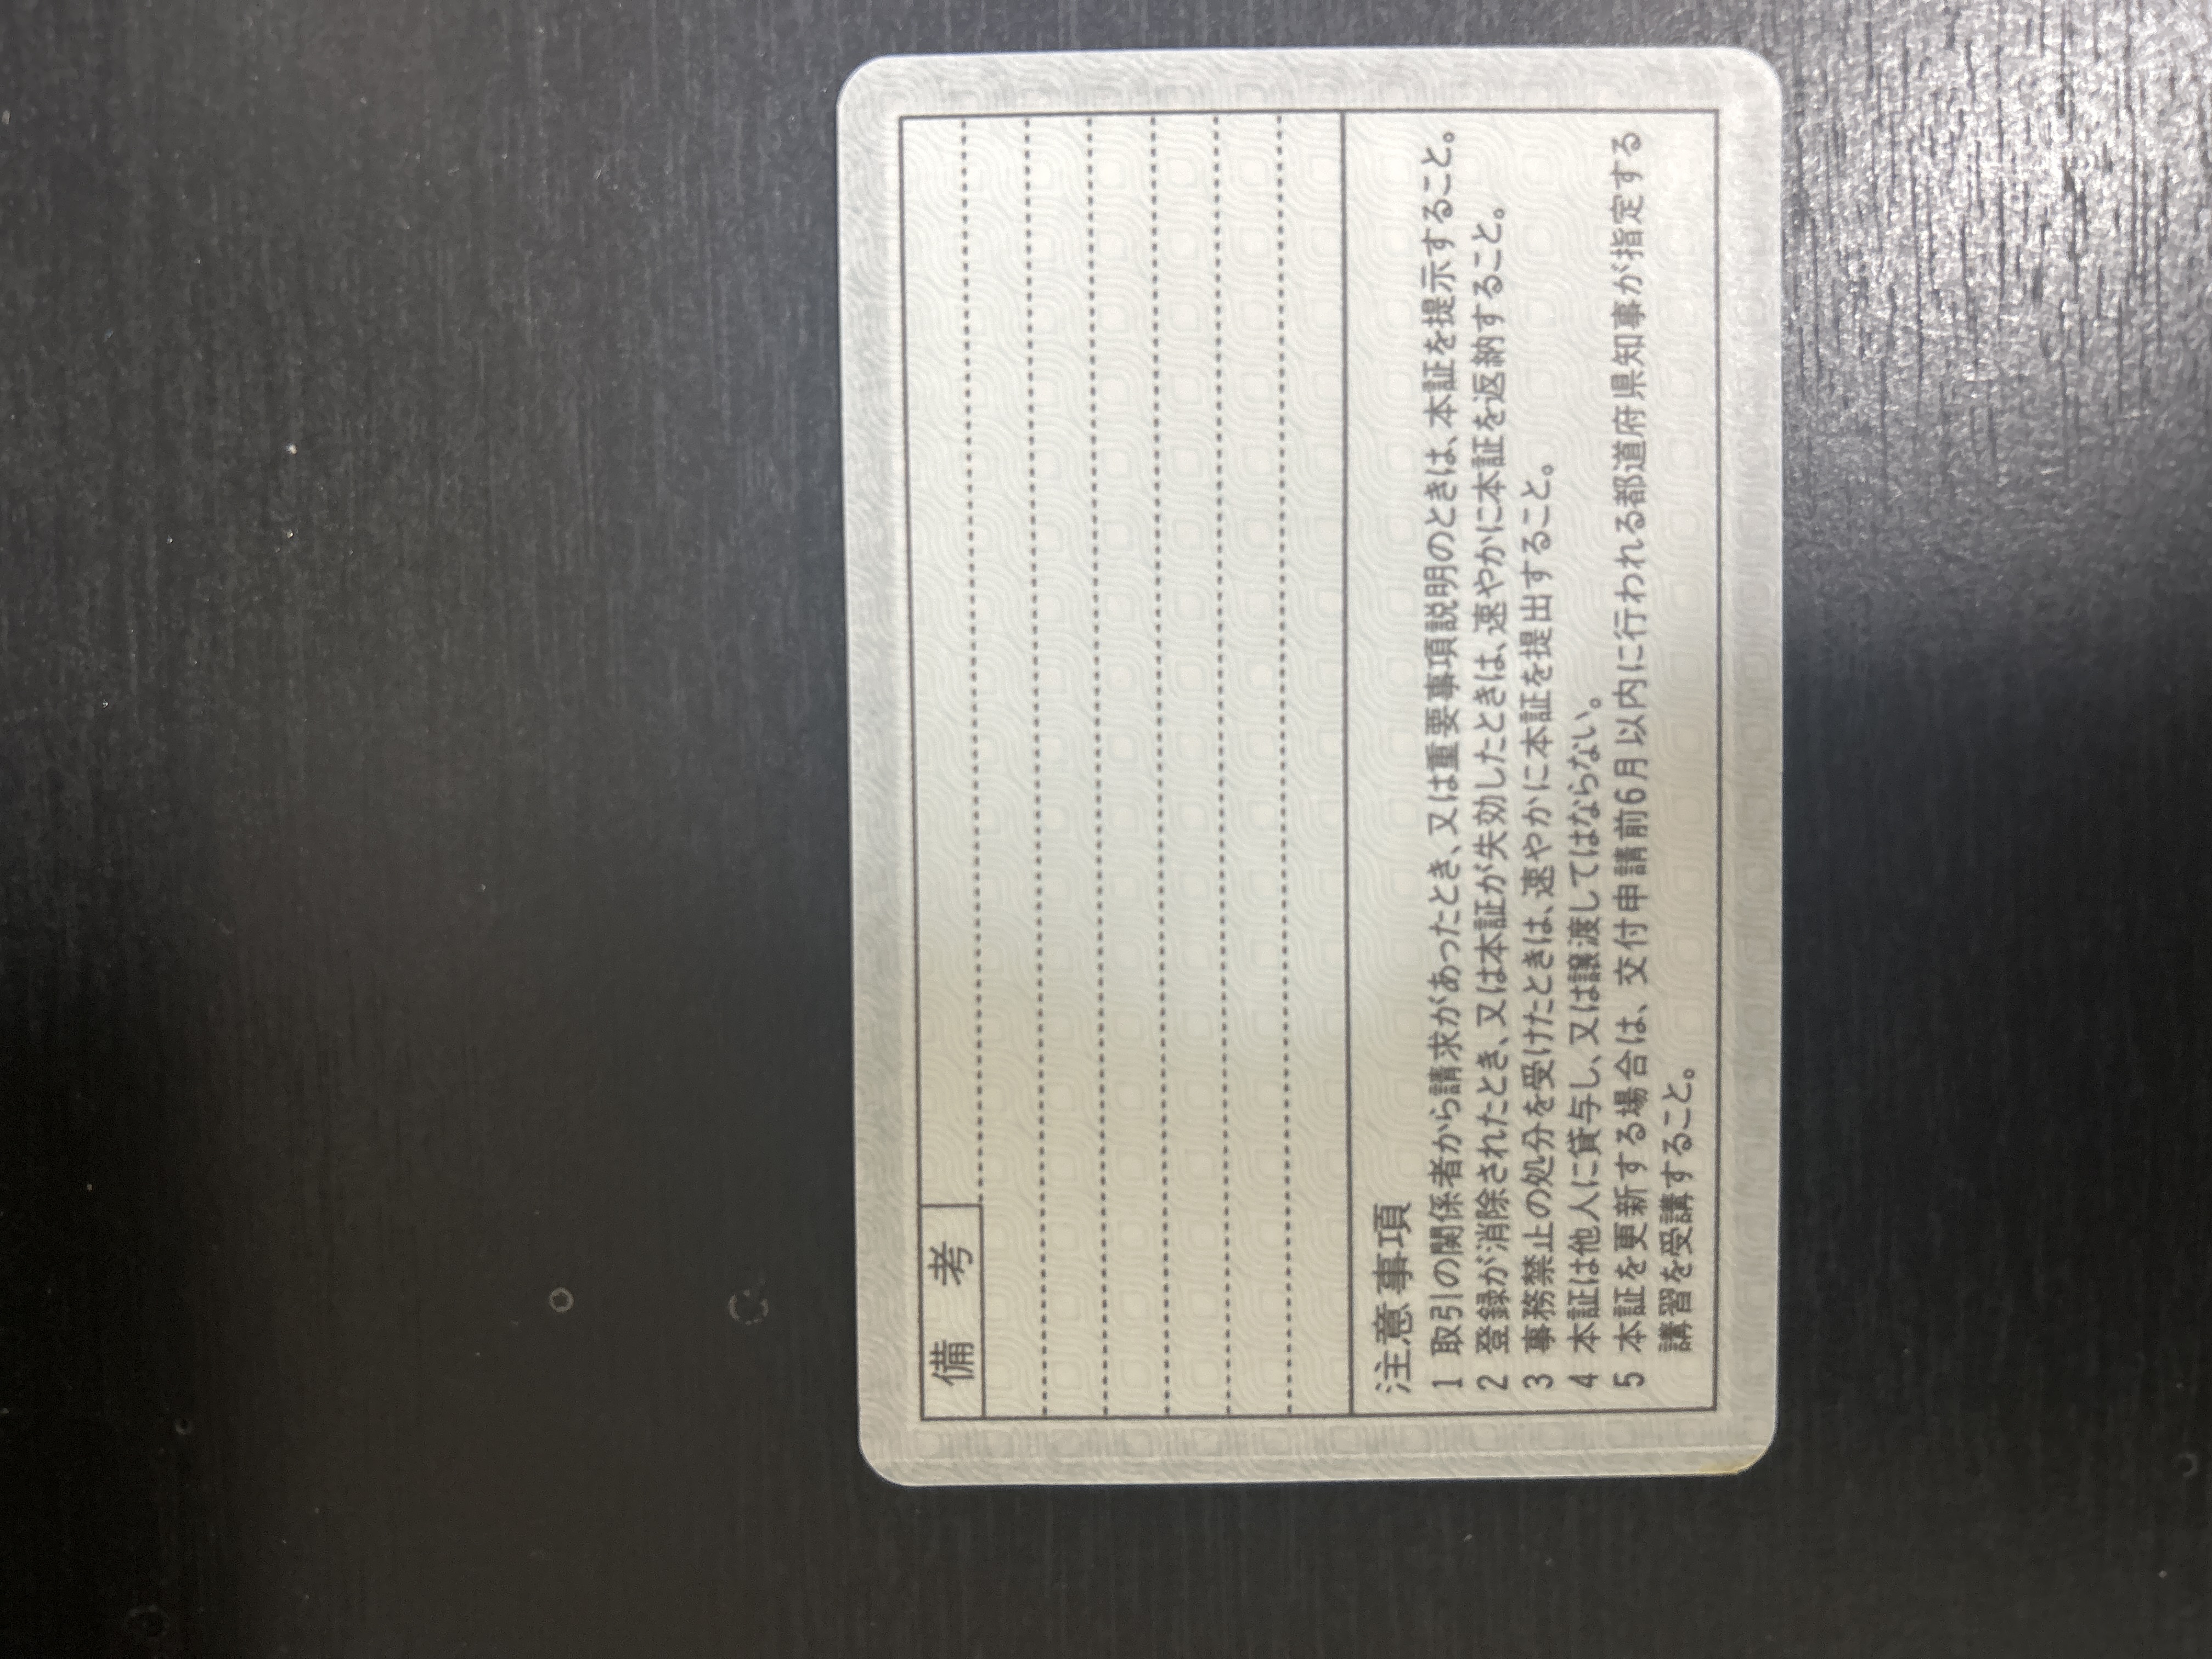 備　考
注意事項
1 取引の関係者から請求があったとき、又は重要事項説明のときは、本証を提示すること。
2 登録が消除されたとき、又は本証が失効したときは、速やかに本証を返納すること。
3 事務禁止の処分を受けたときは、速やかに本証を提出すること。
4 本証は他人に貸与し、又は譲渡してはならない。
5 本証を更新する場合は、交付申請前6月以内に行われる都道府県知事が指定する
講習を受講すること。